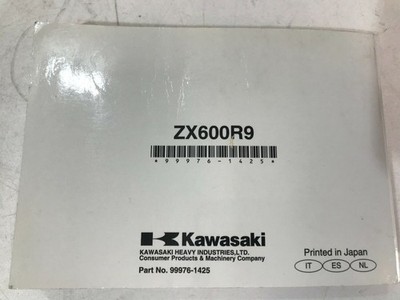 ZX600R9
*99976-1425*
Kawasaki
KAWASAKI HEAVY INDUSTRIES,LTD.
Consumer Products & Machinery Company
Part No. 99976-1425
Printed in Japan
IT ES NL